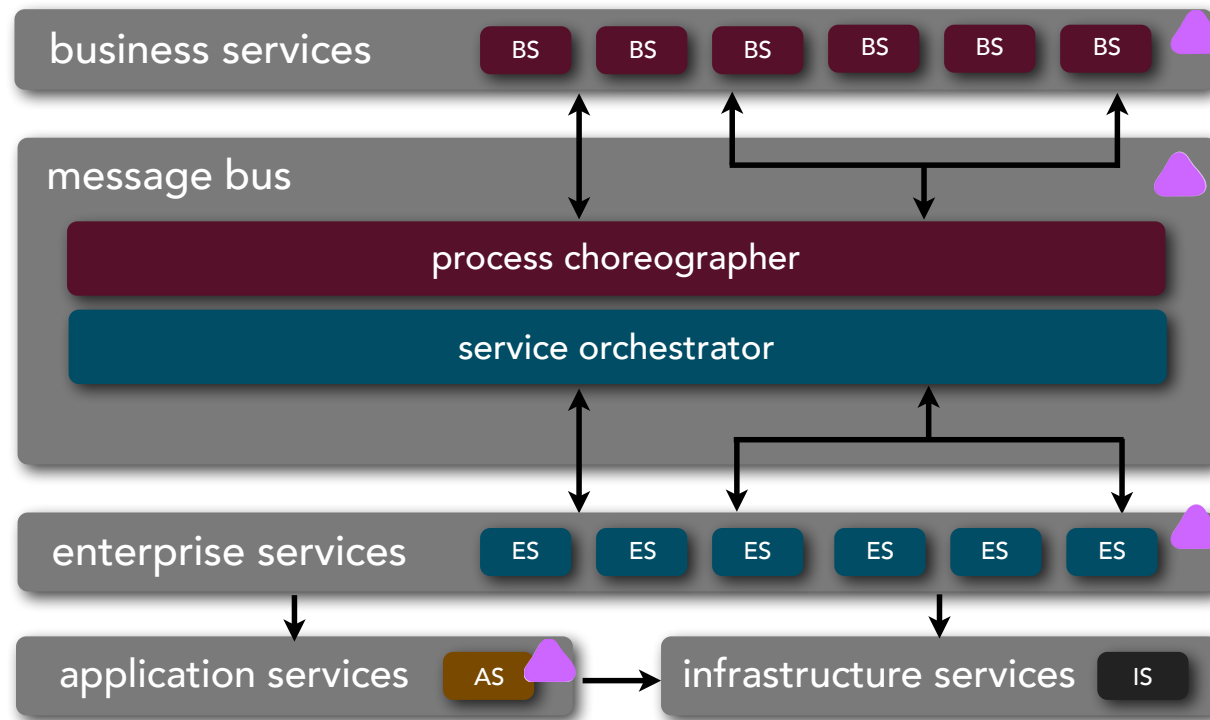 business services
BS BS BS BS BS BS
message bus
process choreographer
service orchestrator
enterprise services
ES ES ES ES ES ES
application services
AS
infrastructure services
IS